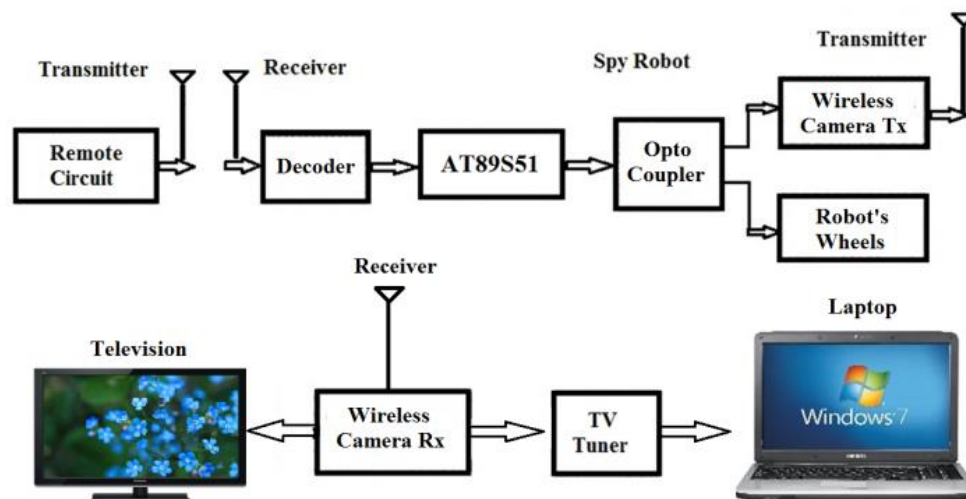 Transmitter
Receiver
Spy Robot
Transmitter
Remote
Circuit
Decoder
AT89S51
Opto
Coupler
Wireless
Camera Tx
Robot's
Wheels
Receiver
Television
Laptop
Wireless
Camera Rx
TV
Tuner
Windows 7